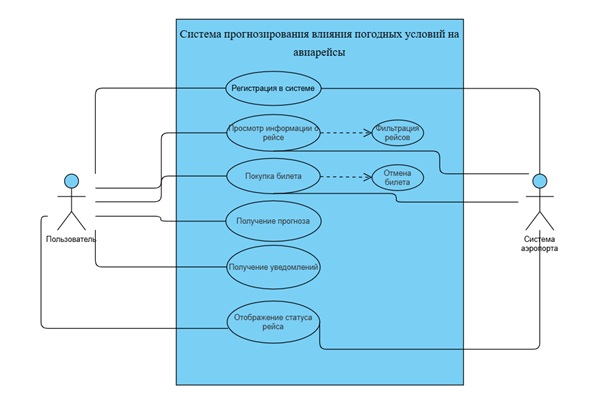 Система прогнозирования влияния погодных условий на
авиарейсы
Регистрация в системе
Просмотр информации о
рейсе
Фильтрация
рейсов
Покупка билета
Отмена
билета
Получение прогноза
Пользователь
Система
аэропорта
Получение уведомлений
Отображение статуса
рейса